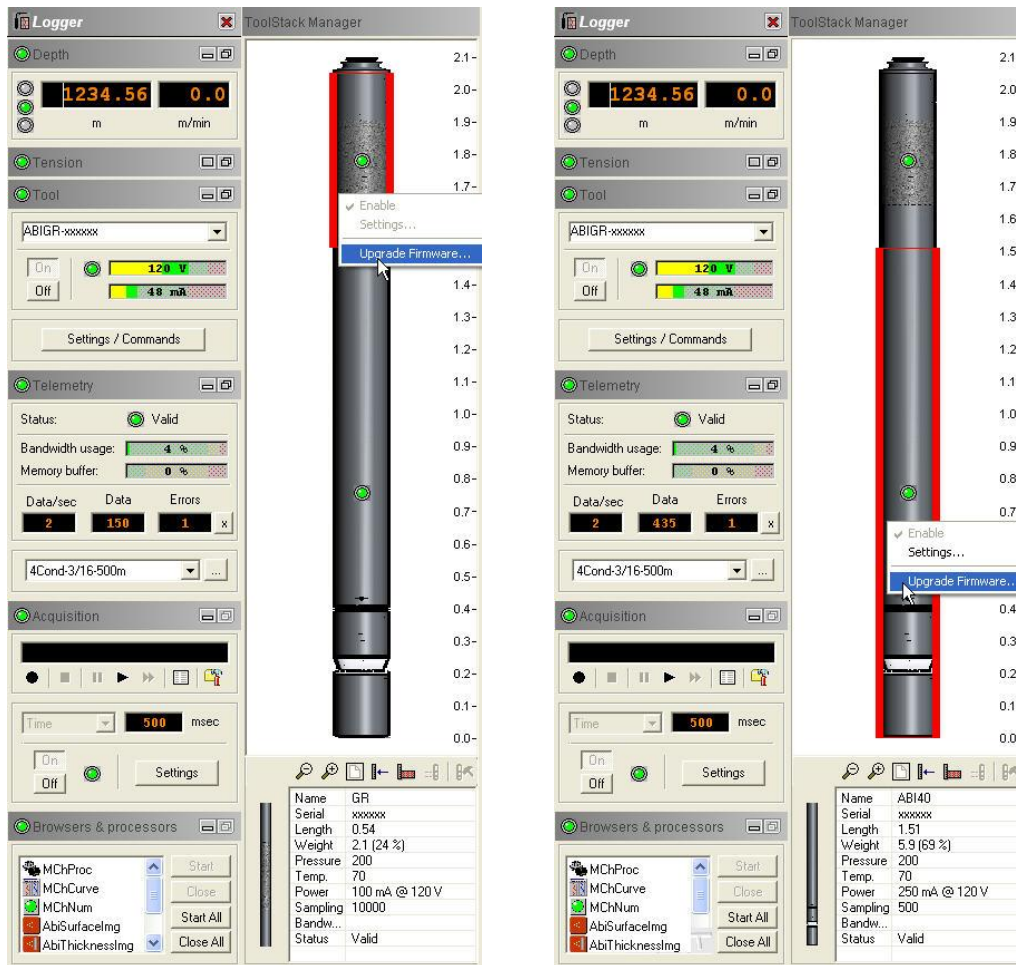 Logger
ToolStack Manager
Depth
1234.56 0.0
m m/min
Tension
Tool
ABIGR-xxxxxx
On
120 V
Off
48 mA
Settings / Commands
Telemetry
Status: Valid
Bandwidth usage: 4 %
Memory buffer: 0 %
Data/sec Data Errors
2 150 1 x
4Cond-3/16-500m ...
Acquisition
Time 500 msec
On
Off
Settings
Browsers & processors
MChProc
MChCurve
MChNum
AbiSurfaceImg
AbiThicknessImg
Start
Close
Start All
Close All
2.1-
2.0-
1.9-
1.8-
1.7-
Enable
Settings...
Upgrade Firmware...
1.4-
1.3-
1.2-
1.1-
1.0-
0.9-
0.8-
0.7-
0.6-
0.5-
0.4-
0.3-
0.2-
0.1-
0.0-
Name GR
Serial xxxxxx
Length 0.54
Weight 2.1 (24 %)
Pressure 200
Temp. 70
Power 100 mA @ 120 V
Sampling 10000
Bandw...
Status Valid
Logger
ToolStack Manager
Depth
1234.56 0.0
m m/min
Tension
Tool
ABIGR-xxxxxx
On
120 V
Off
48 mA
Settings / Commands
Telemetry
Status: Valid
Bandwidth usage: 4 %
Memory buffer: 0 %
Data/sec Data Errors
2 435 1 x
4Cond-3/16-500m ...
Acquisition
Time 500 msec
On
Off
Settings
Browsers & processors
MChProc
MChCurve
MChNum
AbiSurfaceImg
AbiThicknessImg
Start
Close
Start All
Close All
2.1
2.0
1.9
1.8
1.7
1.6
1.5
1.4
1.3
1.2
1.1
1.0
0.9
0.8
0.7
Enable
Settings...
Upgrade Firmware...
0.4
0.3
0.2
0.1
0.0
Name ABI40
Serial xxxxxx
Length 1.51
Weight 5.9 (69 %)
Pressure 200
Temp. 70
Power 250 mA @ 120 V
Sampling 500
Bandw...
Status Valid